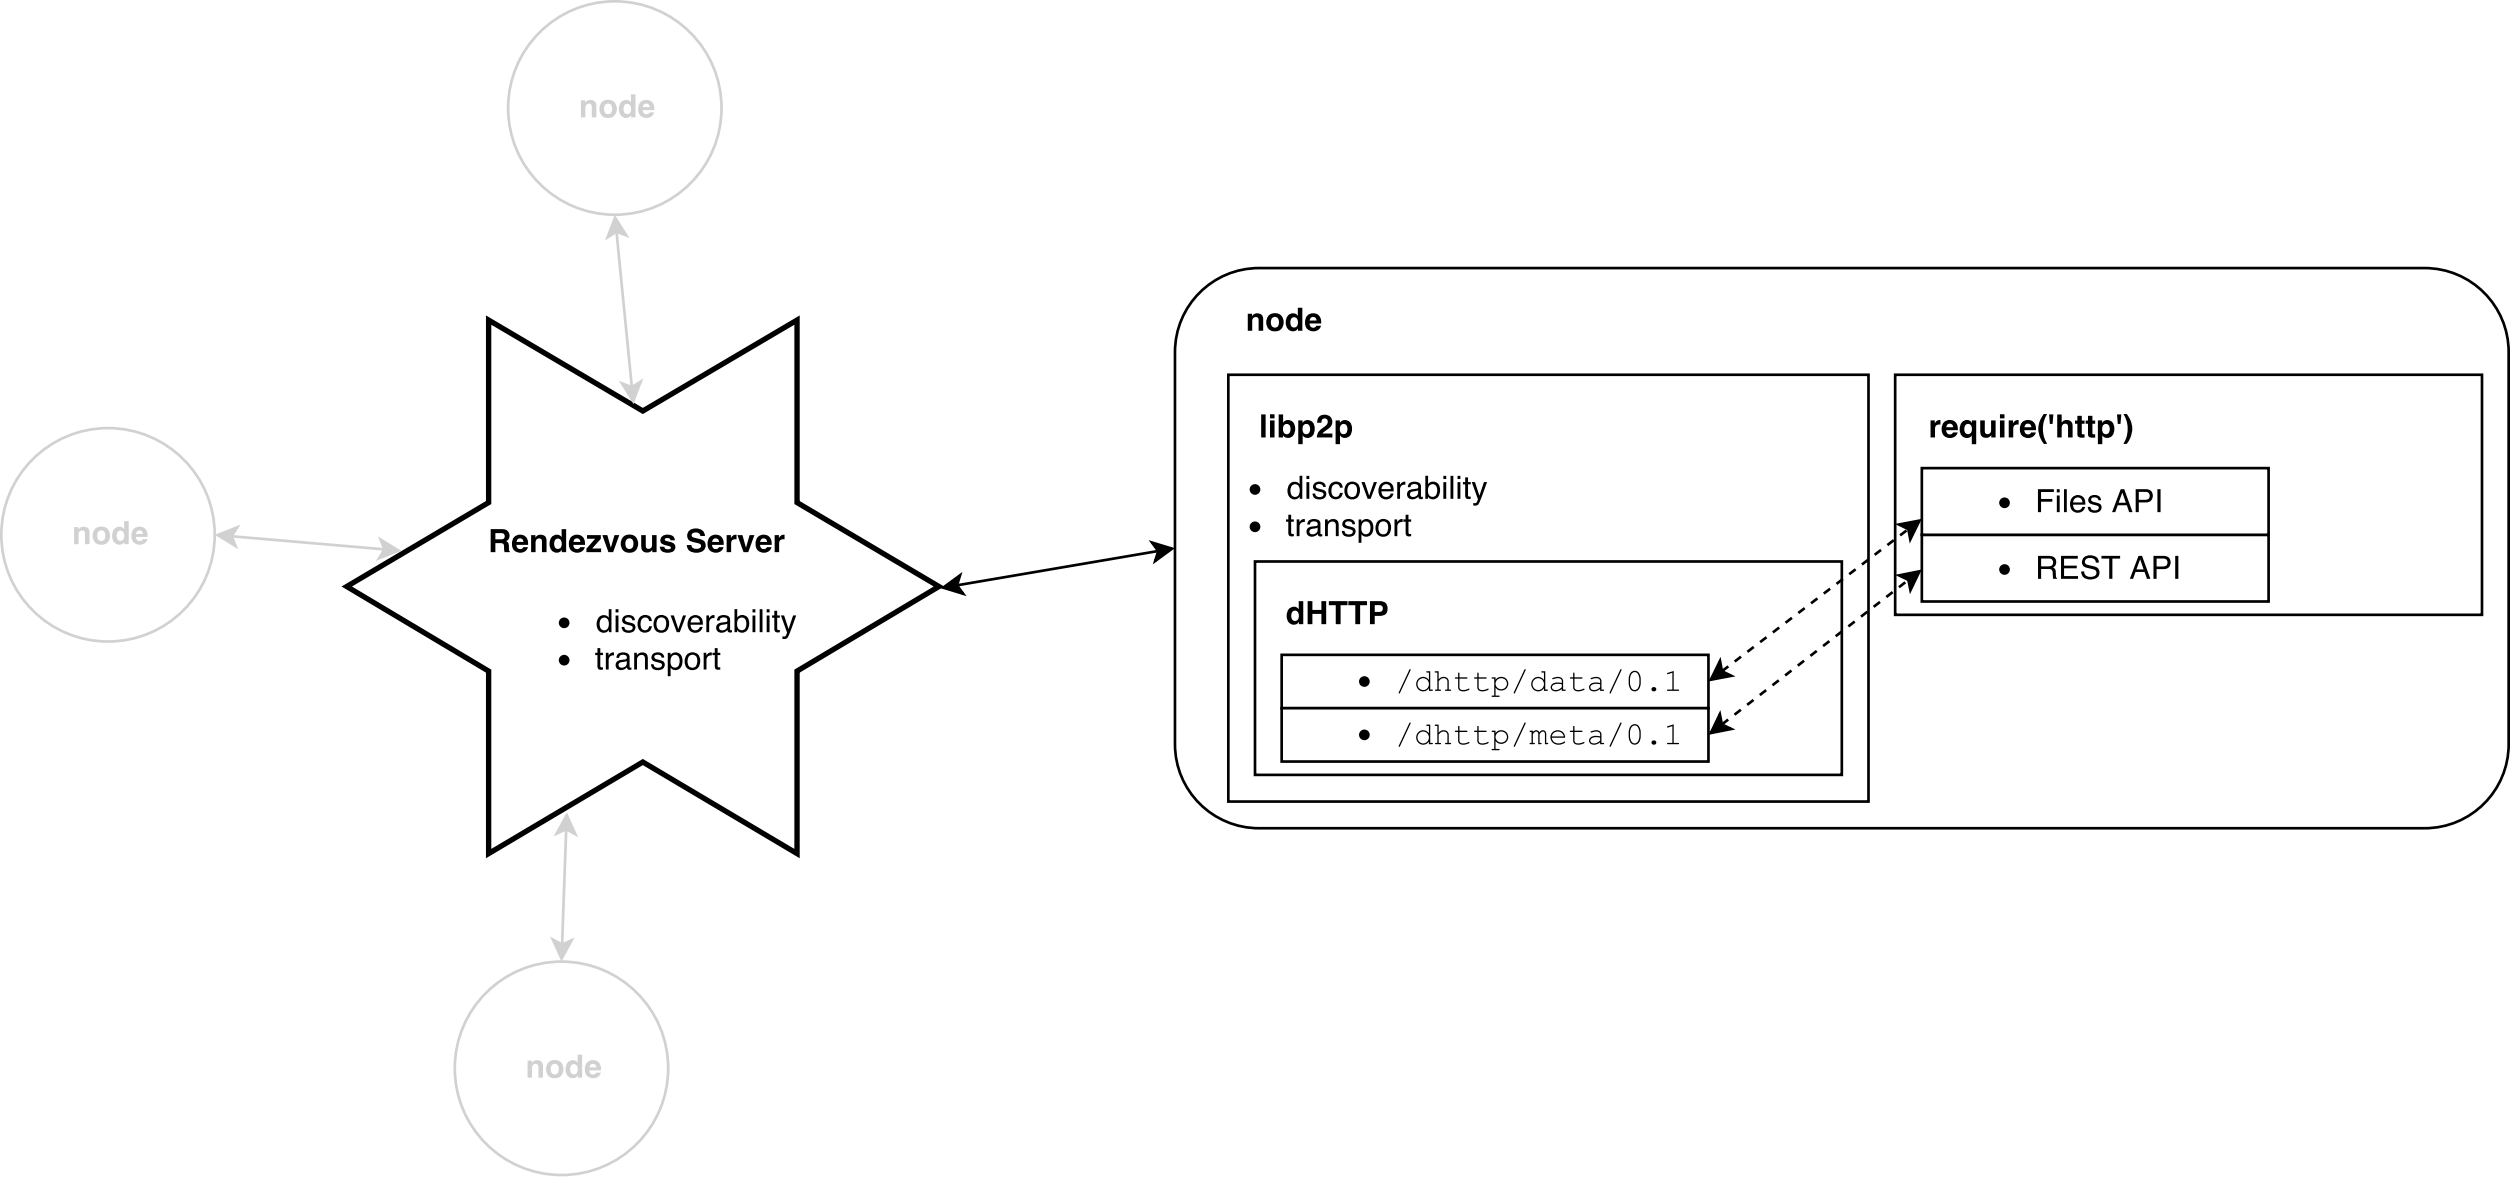 node
node
Rendezvous Server
• discoverability
• transport
node
node
libp2p
• discoverability
• transport
dHTTP
• /dhttp/data/0.1
• /dhttp/meta/0.1
require('http')
• Files API
• REST API